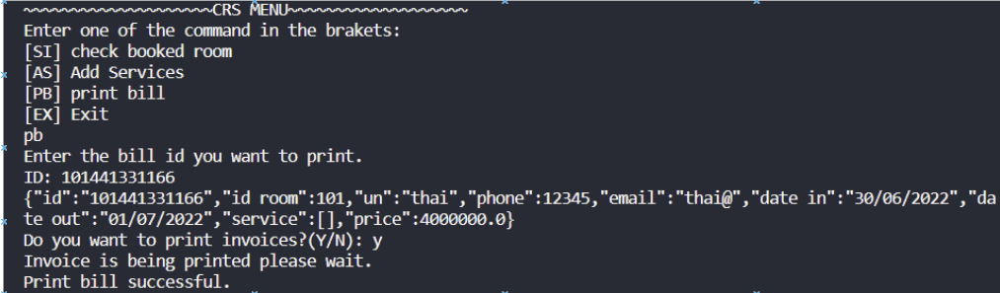 ~~~~~~~~~~~~~~~~~~~~~~CRS MENU~~~~~~~~~~~~~~~~~~~~~
Enter one of the command in the brakets:
[SI] check booked room
[AS] Add Services
[PB] print bill
[EX] Exit
pb
Enter the bill id you want to print.
ID: 101441331166
{"id":"101441331166","id room":101,"un":"thai","phone":12345,"email":"thai@","date in":"30/06/2022","da
te out":"01/07/2022","service":[],"price":4000000.0}
Do you want to print invoices?(Y/N): y
Invoice is being printed please wait.
Print bill successful.